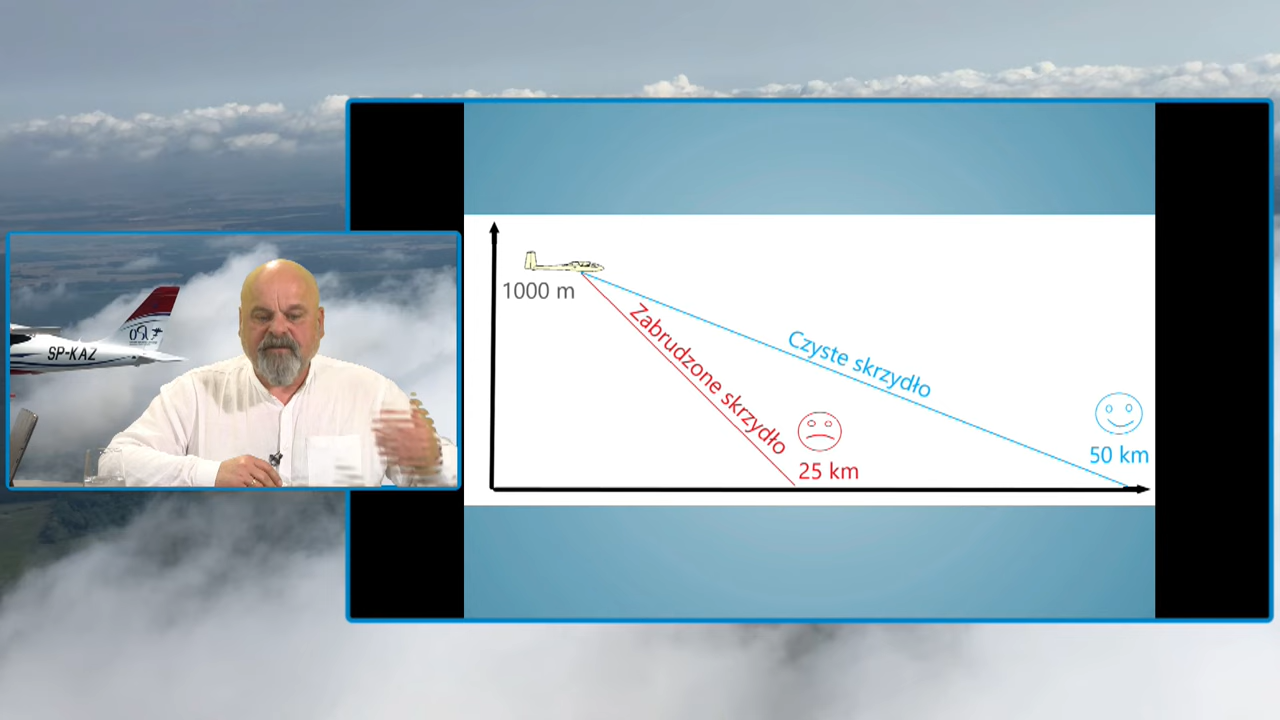 SP-KAZ
1000 m
Zabrudzone skrzydło
Czyste skrzydło
25 km
50 km